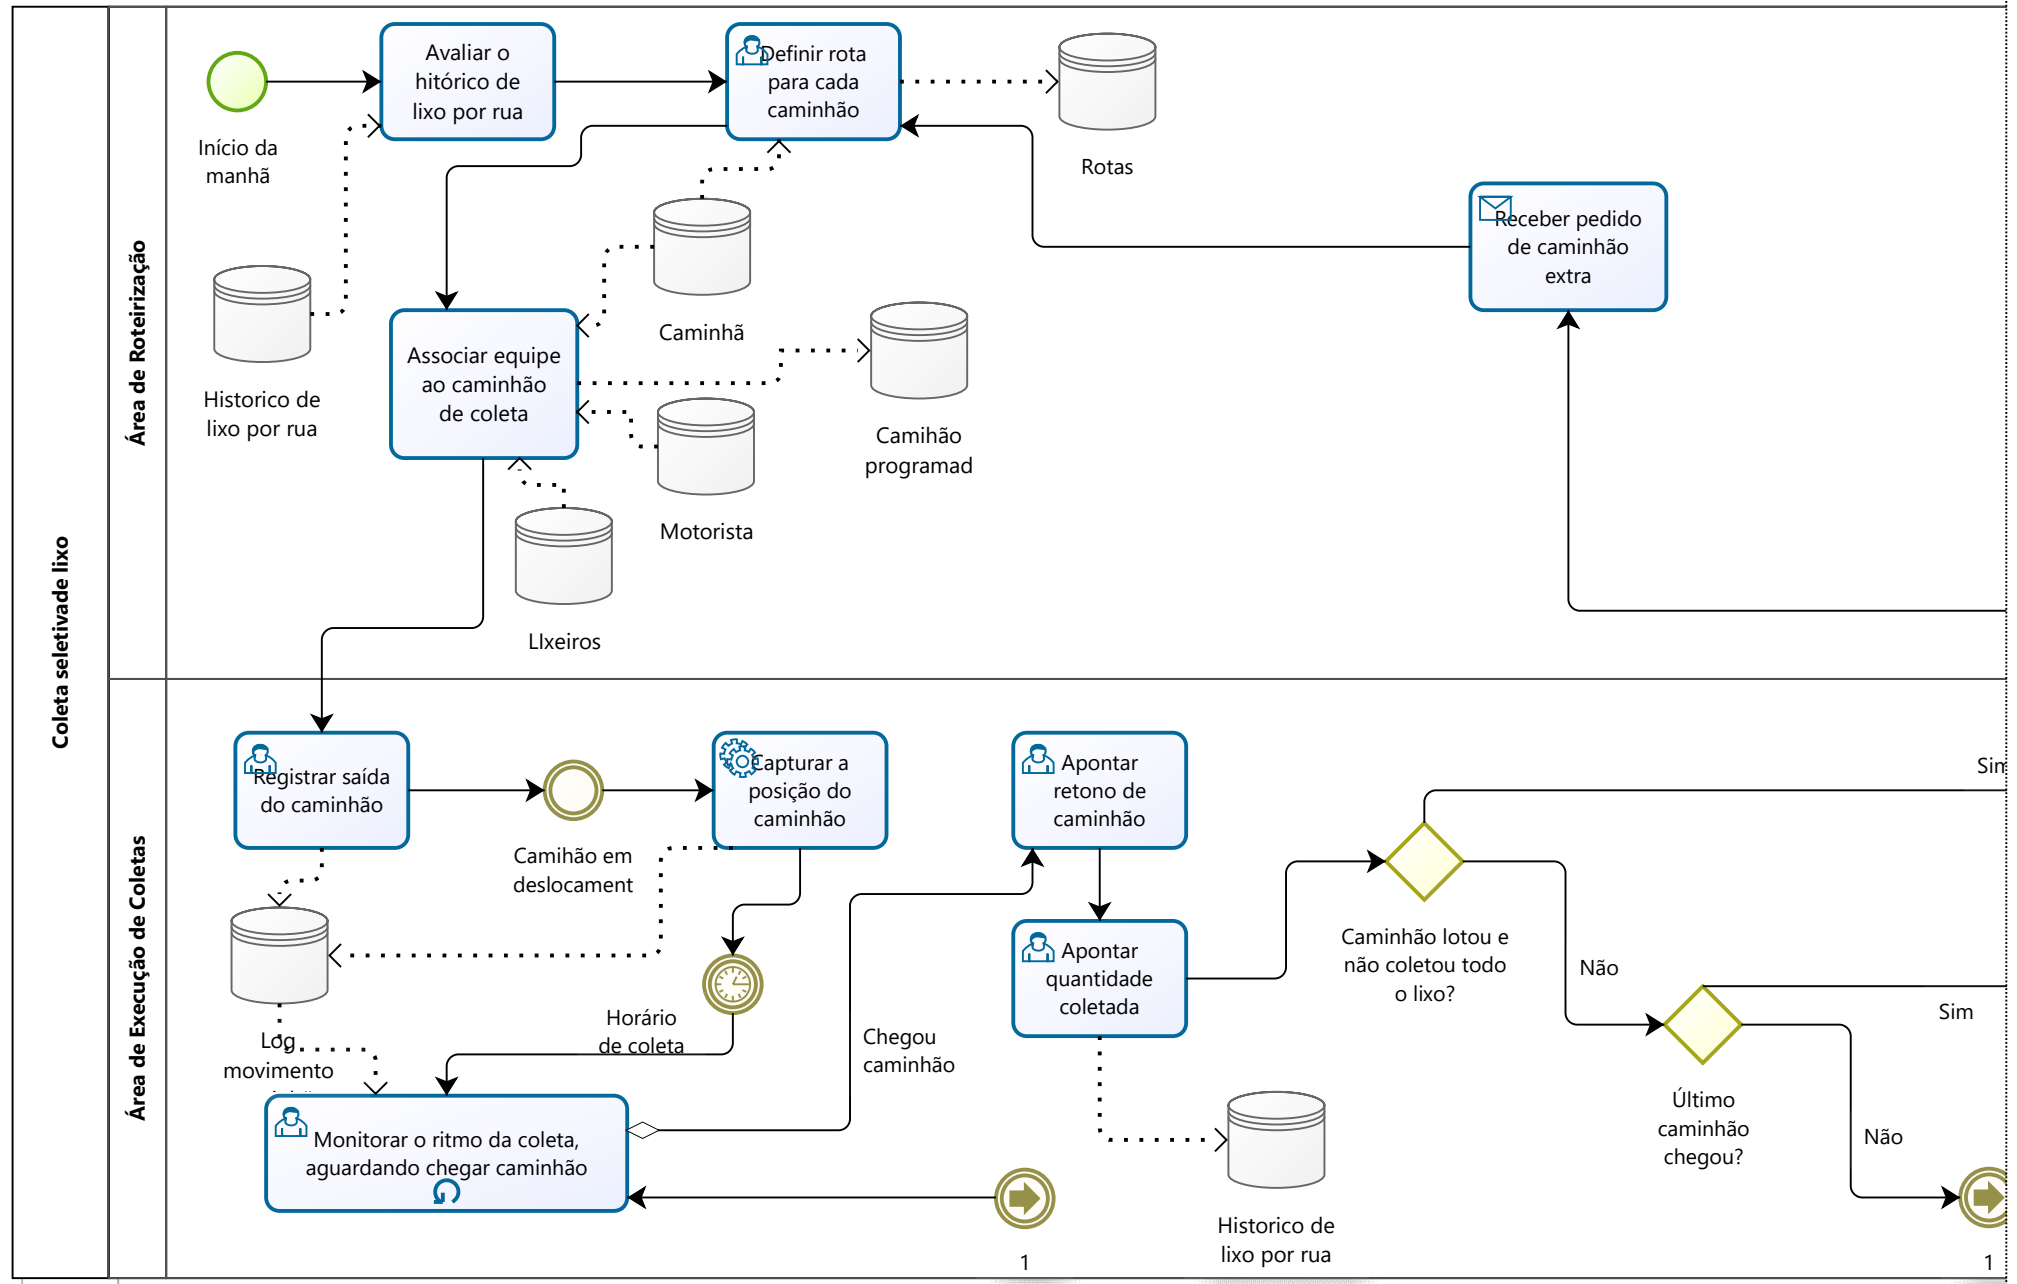 Coleta seletivade lixo
Área de Roteirização
Início da
manhã
Avaliar o
hitórico de
lixo por rua
Definir rota
para cada
caminhão
Rotas
Receber pedido
de caminhão
extra
Historico de
lixo por rua
Caminhã
Associar equipe
ao caminhão
de coleta
Camihão
programad
Motorista
LIxeiros
Área de Execução de Coletas
Registrar saída
do caminhão
Camihão em
deslocament
Capturar a
posição do
caminhão
Apontar
retono de
caminhão
Sim
Log
movimento
Horário
de coleta
Chegou
caminhão
Apontar
quantidade
coletada
Caminhão lotou e
não coletou todo
o lixo?
Não
Sim
Último
caminhão
chegou?
Não
Monitorar o ritmo da coleta,
aguardando chegar caminhão
1
Historico de
lixo por rua
1